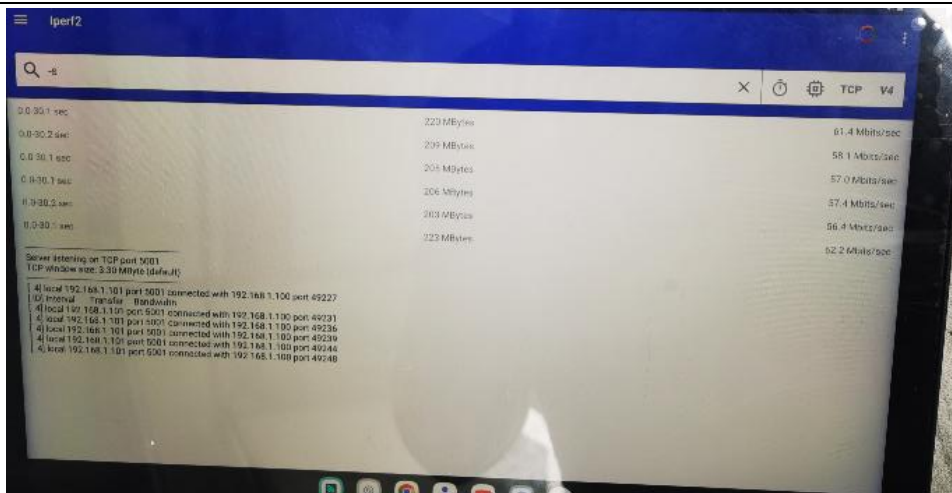 Iperf2
-s
TCP V4
0.0-30.1 sec 220 MBytes 61.4 Mbits/sec
0.0-30.2 sec 209 MBytes 58.1 Mbits/sec
0.0-30.1 sec 205 MBytes 57.0 Mbits/sec
0.0-30.1 sec 206 MBytes 57.4 Mbits/sec
0.0-30.2 sec 203 MBytes 56.4 Mbits/sec
0.0-30.1 sec 223 MBytes 62.2 Mbits/sec
Server listening on TCP port 5001
TCP window size: 3.30 MByte (default)
[ 4] local 192.168.1.101 port 5001 connected with 192.168.1.100 port 49227
[ ID] Interval Transfer Bandwidth
[ 4] local 192.168.1.101 port 5001 connected with 192.168.1.100 port 49231
[ 4] local 192.168.1.101 port 5001 connected with 192.168.1.100 port 49236
[ 4] local 192.168.1.101 port 5001 connected with 192.168.1.100 port 49239
[ 4] local 192.168.1.101 port 5001 connected with 192.168.1.100 port 49244
[ 4] local 192.168.1.101 port 5001 connected with 192.168.1.100 port 49248